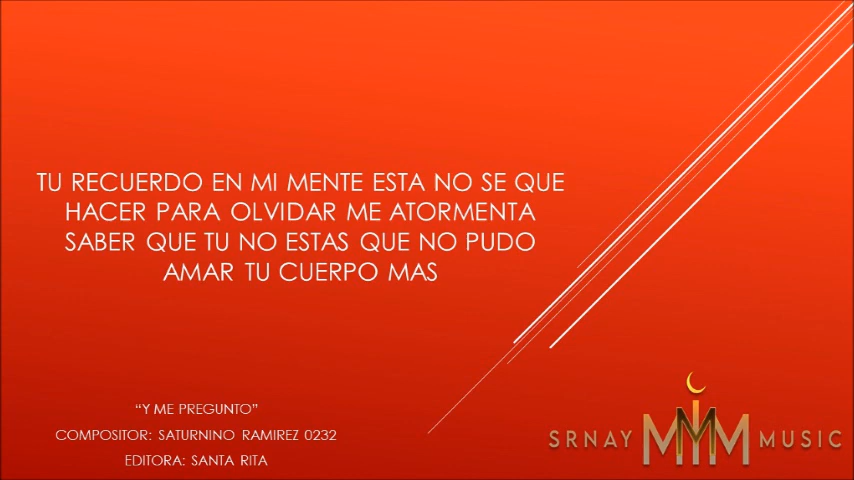 TU RECUERDO EN MI MENTE ESTA NO SE QUE
HACER PARA OLVIDAR ME ATORMENTA
SABER QUE TU NO ESTAS QUE NO PUDO
AMAR TU CUERPO MAS
“Y ME PREGUNTO”
COMPOSITOR: SATURNINO RAMIREZ 0232
EDITORA: SANTA RITA
SRNAY MMM MUSIC